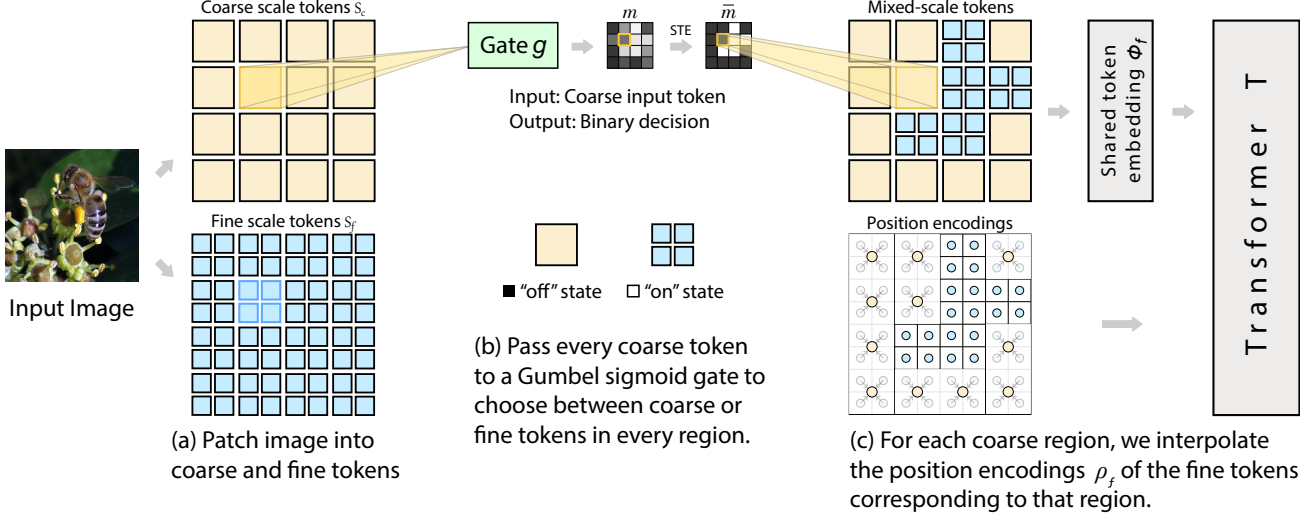 Coarse scale tokens S_c
Gate g
m
STE
m̅
Mixed-scale tokens
Input: Coarse input token
Output: Binary decision
Shared token
embedding Φ_f
Transformer T
Input Image
Fine scale tokens S_f
"off" state
"on" state
Position encodings
(a) Patch image into
coarse and fine tokens
(b) Pass every coarse token
to a Gumbel sigmoid gate to
choose between coarse or
fine tokens in every region.
(c) For each coarse region, we interpolate
the position encodings ρ_f of the fine tokens
corresponding to that region.